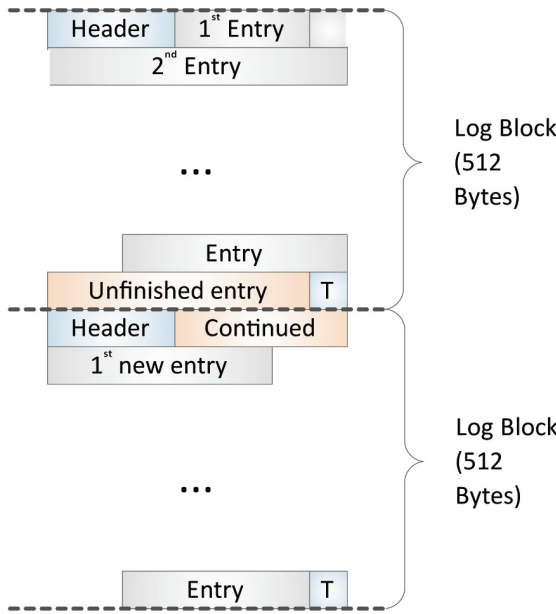 Header 1st Entry
2nd Entry
...
Log Block
(512
Bytes)
Entry
Unfinished entry T
Header Continued
1st new entry
...
Log Block
(512
Bytes)
Entry T